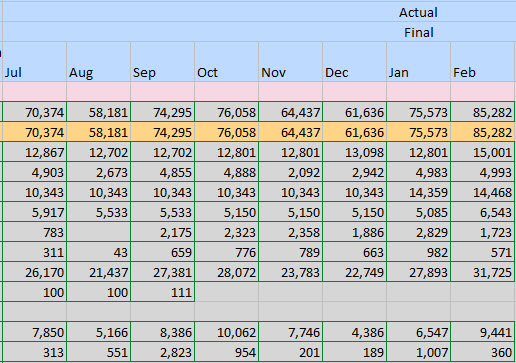 Actual
Final
Jul Aug Sep Oct Nov Dec Jan Feb
70,374 58,181 74,295 76,058 64,437 61,636 75,573 85,282
70,374 58,181 74,295 76,058 64,437 61,636 75,573 85,282
12,867 12,702 12,702 12,801 12,801 13,098 12,801 15,001
4,903 2,673 4,855 4,888 2,092 2,942 4,983 4,993
10,343 10,343 10,343 10,343 10,343 10,343 14,359 14,468
5,917 5,533 5,533 5,150 5,150 5,150 5,085 6,543
783 2,175 2,323 2,358 1,886 2,829 1,723
311 43 659 776 789 663 982 571
26,170 21,437 27,381 28,072 23,783 22,749 27,893 31,725
100 100 111
7,850 5,166 8,386 10,062 7,746 4,386 6,547 9,441
313 551 2,823 954 201 189 1,007 360